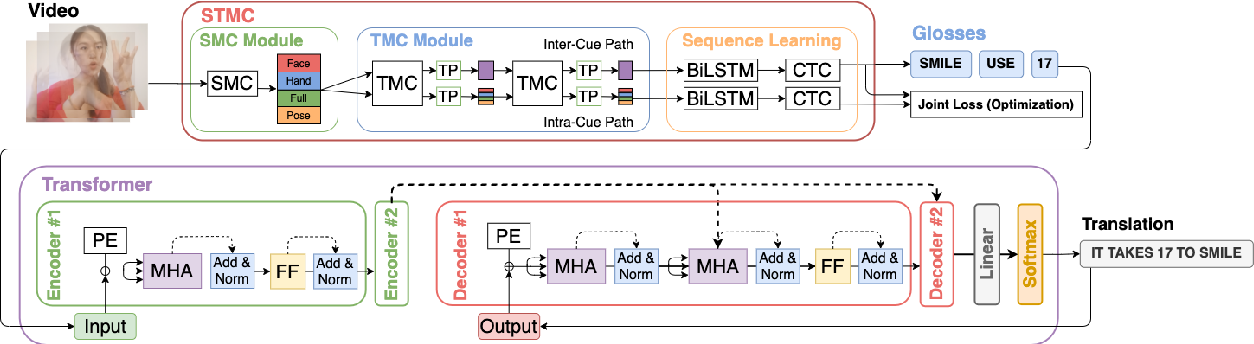 Video
STMC
SMC Module
TMC Module
Sequence Learning
Glosses
Inter-Cue Path
Face
Hand
Full
Pose
SMC
TMC
TP
TMC
TP
BiLSTM
CTC
SMILE
USE
17
TP
TP
BiLSTM
CTC
Joint Loss (Optimization)
Intra-Cue Path
Transformer
Encoder #1
PE
MHA
Add & Norm
FF
Add & Norm
Encoder #2
Decoder #1
PE
MHA
Add & Norm
MHA
Add & Norm
FF
Add & Norm
Decoder #2
Linear
Softmax
Translation
IT TAKES 17 TO SMILE
Input
Output